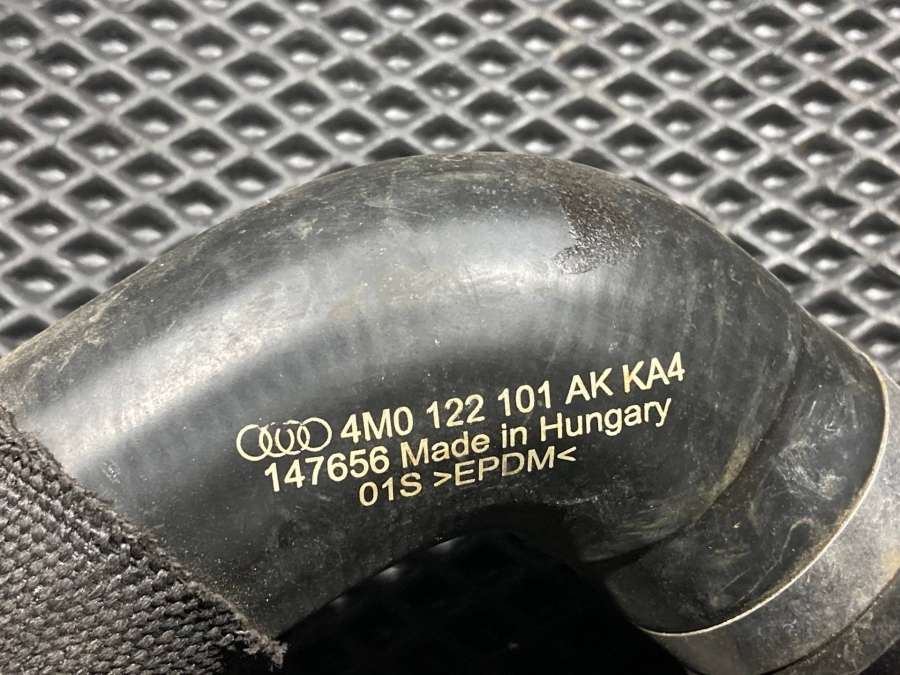 4M0 122 101 AK KA4
147656 Made in Hungary
01S >EPDM<